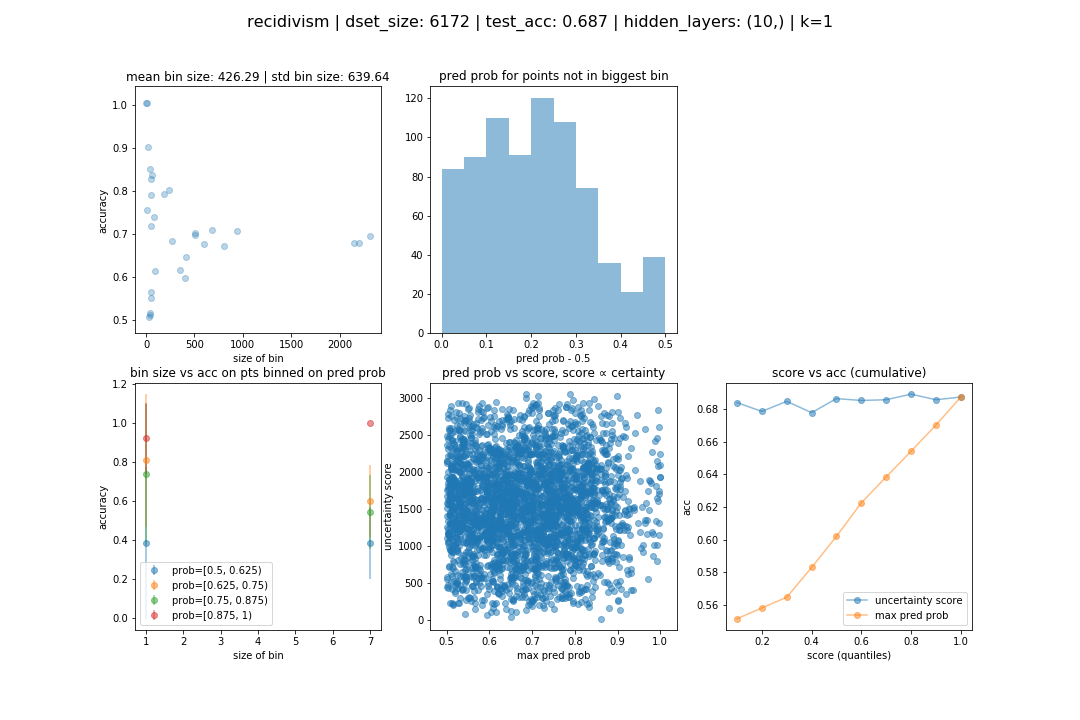 recidivism | dset_size: 6172 | test_acc: 0.687 | hidden_layers: (10,) | k=1
mean bin size: 426.29 | std bin size: 639.64
accuracy
1.0
0.9
0.8
0.7
0.6
0.5
0 500 1000 1500 2000
size of bin
pred prob for points not in biggest bin
120
100
80
60
40
20
0
0.0 0.1 0.2 0.3 0.4 0.5
pred prob - 0.5
bin size vs acc on pts binned on pred prob
accuracy
1.2
1.0
0.8
0.6
0.4
0.2
0.0
prob=[0.5, 0.625)
prob=[0.625, 0.75)
prob=[0.75, 0.875)
prob=[0.875, 1)
1 2 3 4 5 6 7
size of bin
pred prob vs score, score ∝ certainty
uncertainty score
3000
2500
2000
1500
1000
500
0
0.5 0.6 0.7 0.8 0.9 1.0
max pred prob
score vs acc (cumulative)
acc
0.68
0.66
0.64
0.62
0.60
0.58
0.56
uncertainty score
max pred prob
0.2 0.4 0.6 0.8 1.0
score (quantiles)